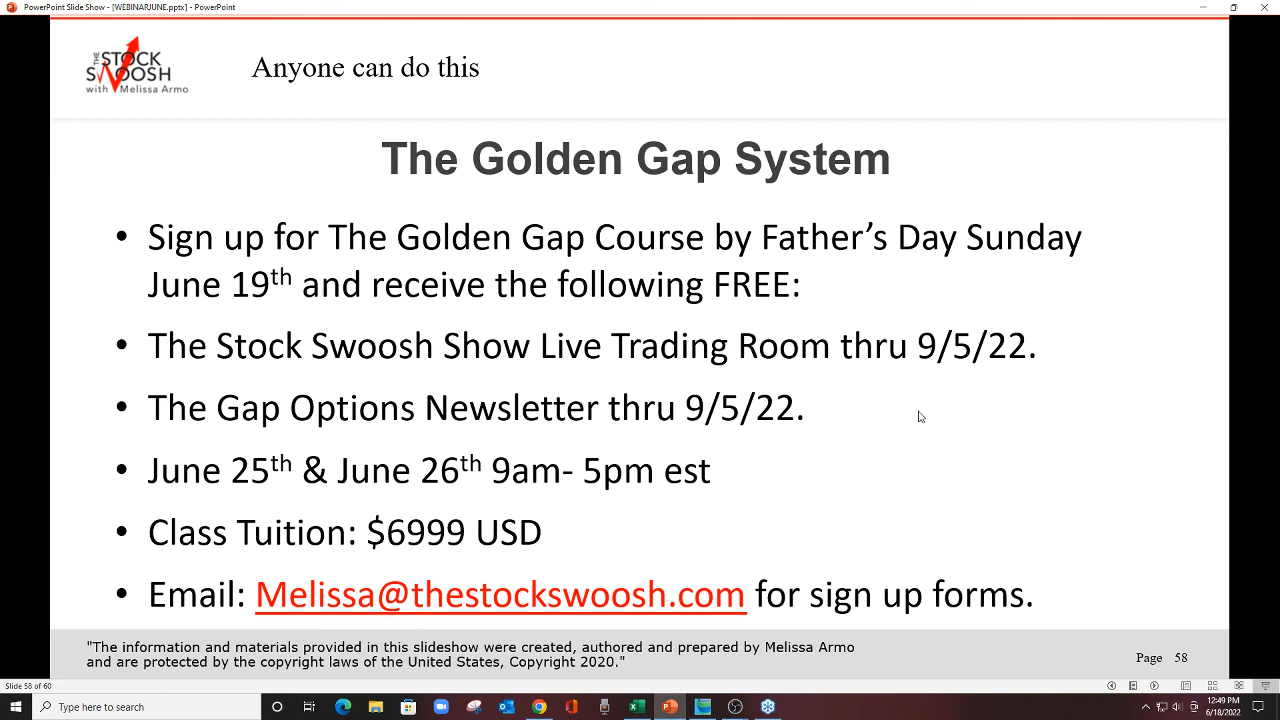 PowerPoint Slide Show - [WEBINARJUNE.pptx] - PowerPoint
THE STOCK
SWOOSH
with Melissa Armo
Anyone can do this
The Golden Gap System
• Sign up for The Golden Gap Course by Father’s Day Sunday
June 19th and receive the following FREE:
• The Stock Swoosh Show Live Trading Room thru 9/5/22.
• The Gap Options Newsletter thru 9/5/22.
• June 25th & June 26th 9am- 5pm est
• Class Tuition: $6999 USD
• Email: Melissa@thestockswoosh.com for sign up forms.
"The information and materials provided in this slideshow were created, authored and prepared by Melissa Armo
and are protected by the copyright laws of the United States, Copyright 2020."
Page 58
Slide 58 of 60
Type here to search
12:49 PM
6/18/2022